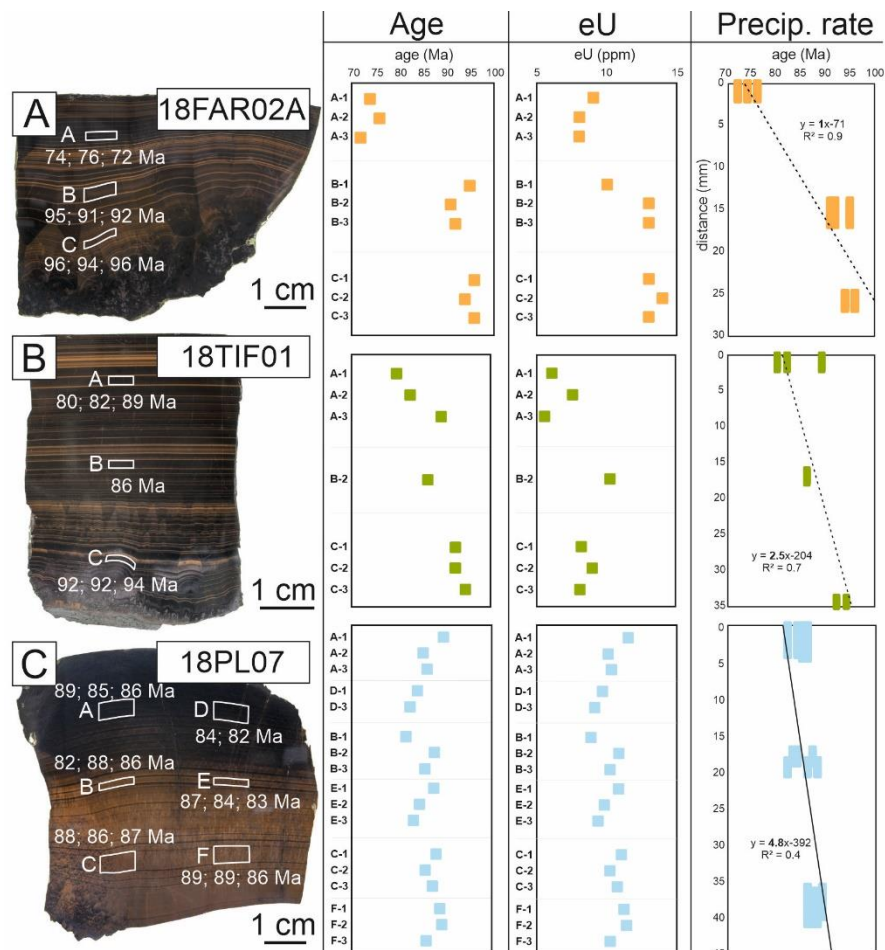 Age
eU
Precip. rate
age (Ma)
70 75 80 85 90 95 100
eU (ppm)
5 10 15
age (Ma)
70 75 80 85 90 95 100
A
18FAR02A
A
74; 76; 72 Ma
B
95; 91; 92 Ma
C
96; 94; 96 Ma
1 cm
A-1
A-2
A-3
B-1
B-2
B-3
C-1
C-2
C-3
A-1
A-2
A-3
B-1
B-2
B-3
C-1
C-2
C-3
distance (mm)
0
5
10
15
20
25
30
y = 1x-71
R² = 0.9
B
18TIF01
A
80; 82; 89 Ma
B
86 Ma
C
92; 92; 94 Ma
1 cm
A-1
A-2
A-3
B-2
C-1
C-2
C-3
A-1
A-2
A-3
B-2
C-1
C-2
C-3
0
5
10
15
20
25
30
35
y = 2.5x-204
R² = 0.7
C
18PL07
89; 85; 86 Ma
A
D
84; 82 Ma
82; 88; 86 Ma
B
E
87; 84; 83 Ma
88; 86; 87 Ma
C
F
89; 89; 86 Ma
1 cm
A-1
A-2
A-3
D-1
D-3
B-1
B-2
B-3
E-1
E-2
E-3
C-1
C-2
C-3
F-1
F-2
F-3
A-1
A-2
A-3
D-1
D-3
B-1
B-2
B-3
E-1
E-2
E-3
C-1
C-2
C-3
F-1
F-2
F-3
0
5
10
15
20
30
40
y = 4.8x-392
R² = 0.4